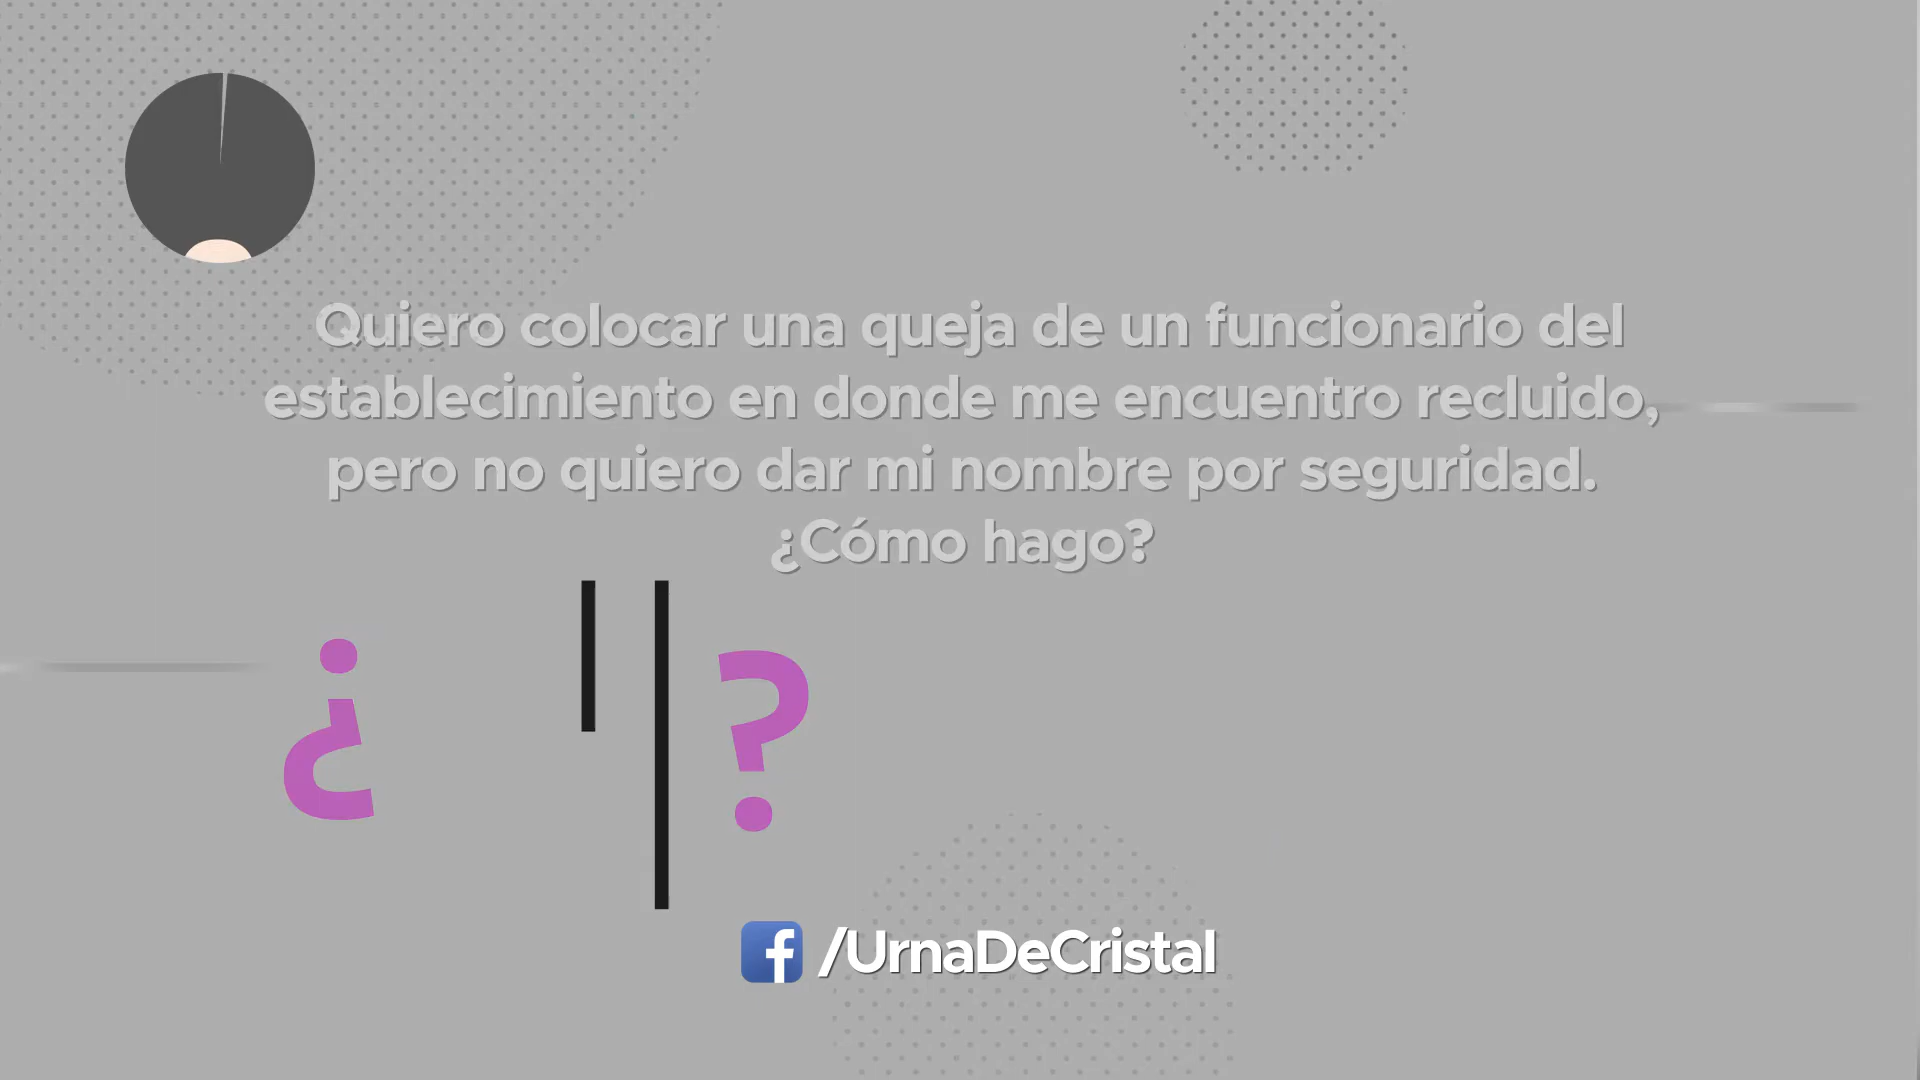 Quiero colocar una queja de un funcionario del
establecimiento en donde me encuentro recluido,
pero no quiero dar mi nombre por seguridad.
¿Cómo hago?
¿ ?
/UrnaDeCristal